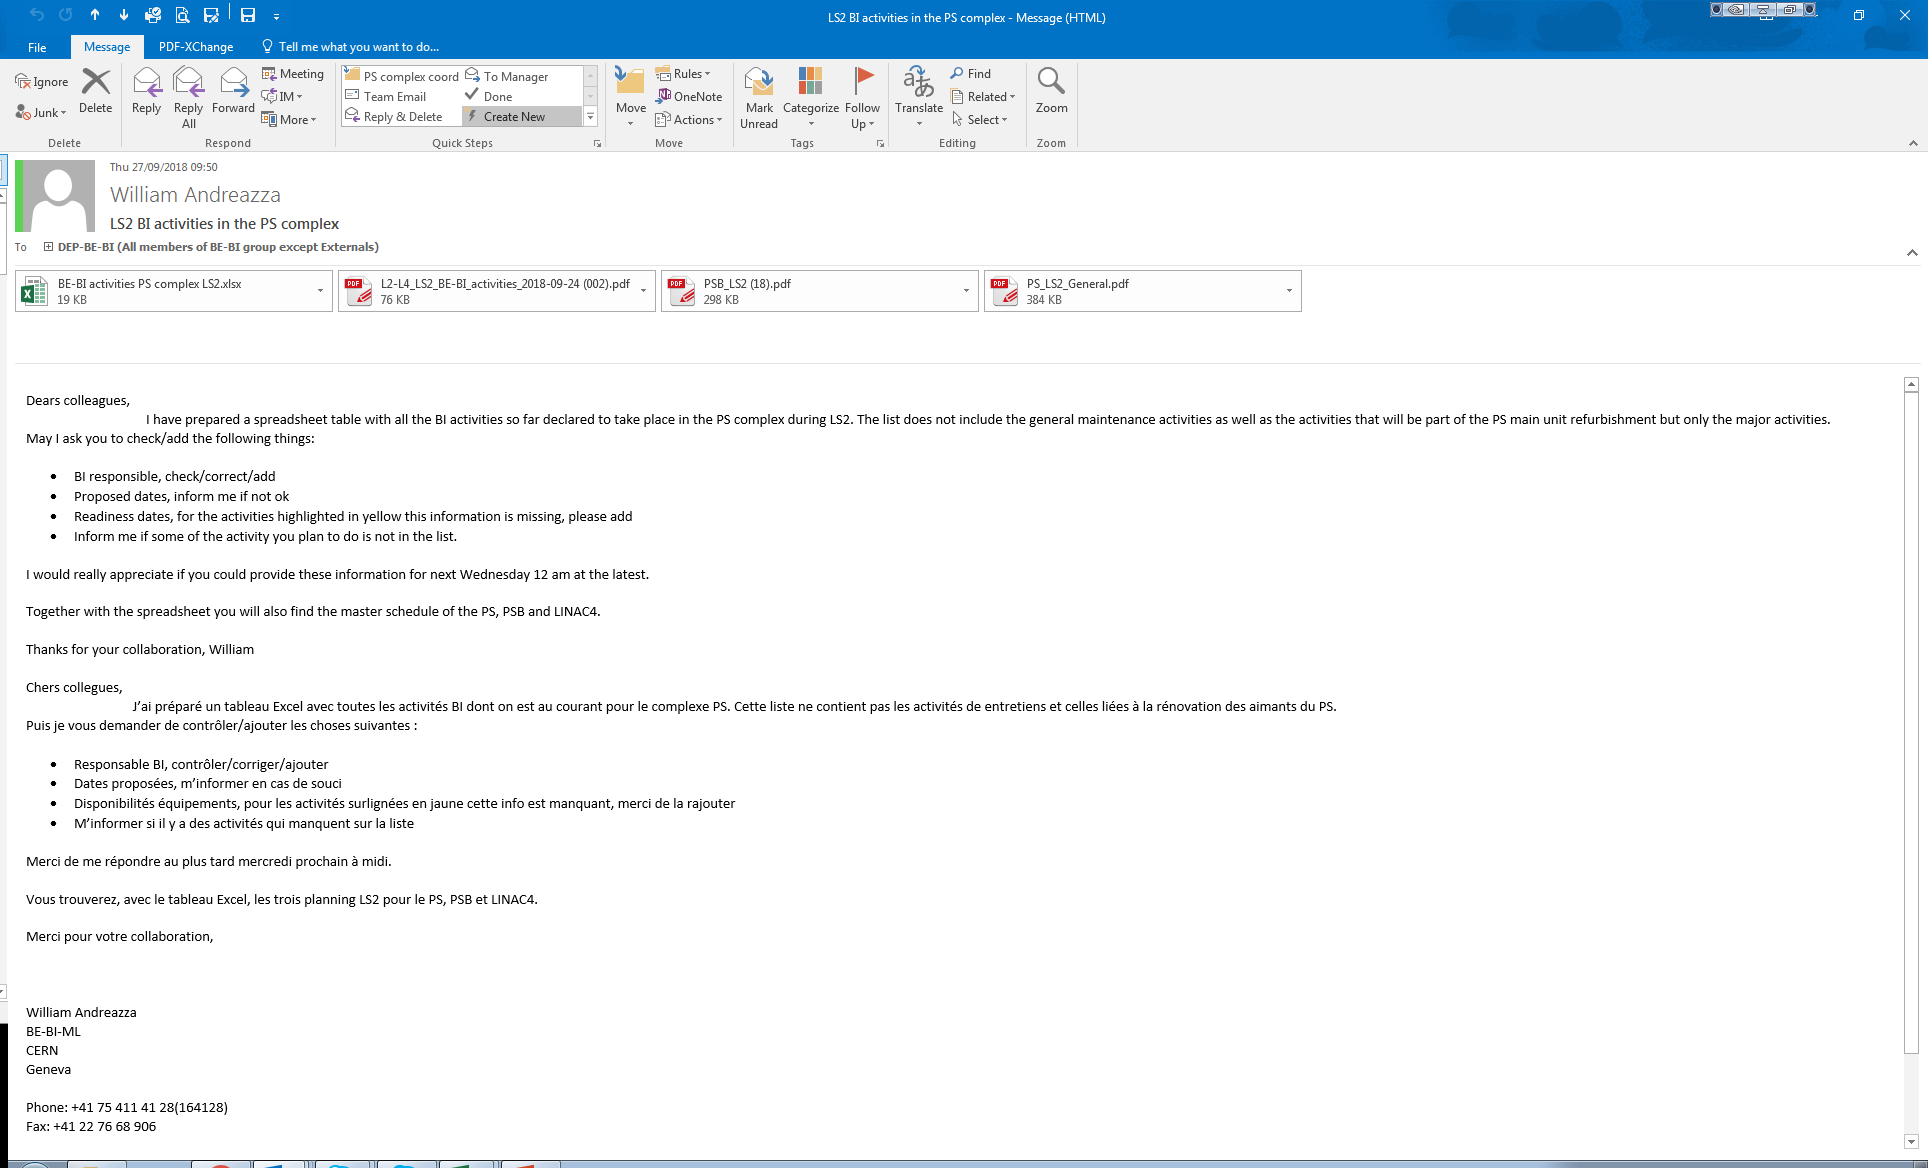 LS2 BI activities in the PS complex - Message (HTML)
File Message PDF-XChange Tell me what you want to do...
Ignore
Junk
Delete
Delete
Reply
Reply All
Forward
Meeting
IM
More
Respond
PS complex coord
Team Email
Reply & Delete
To Manager
Done
Create New
Quick Steps
Move
Rules
OneNote
Actions
Move
Mark Unread
Categorize
Follow Up
Tags
Translate
Find
Related
Select
Editing
Zoom
Zoom
Thu 27/09/2018 09:50
William Andreazza
LS2 BI activities in the PS complex
To DEP-BE-BI (All members of BE-BI group except Externals)
BE-BI activities PS complex LS2.xlsx
19 KB
L2-L4_LS2_BE-BI_activities_2018-09-24 (002).pdf
76 KB
PSB_LS2 (18).pdf
298 KB
PS_LS2_General.pdf
384 KB
Dears colleagues,
I have prepared a spreadsheet table with all the BI activities so far declared to take place in the PS complex during LS2. The list does not include the general maintenance activities as well as the activities that will be part of the PS main unit refurbishment but only the major activities.
May I ask you to check/add the following things:
• BI responsible, check/correct/add
• Proposed dates, inform me if not ok
• Readiness dates, for the activities highlighted in yellow this information is missing, please add
• Inform me if some of the activity you plan to do is not in the list.
I would really appreciate if you could provide these information for next Wednesday 12 am at the latest.
Together with the spreadsheet you will also find the master schedule of the PS, PSB and LINAC4.
Thanks for your collaboration, William
Chers collegues,
J'ai préparé un tableau Excel avec toutes les activités BI dont on est au courant pour le complexe PS. Cette liste ne contient pas les activités de entretiens et celles liées à la rénovation des aimants du PS.
Puis je vous demander de contrôler/ajouter les choses suivantes :
• Responsable BI, contrôler/corriger/ajouter
• Dates proposées, m'informer en cas de souci
• Disponibilités équipements, pour les activités surlignées en jaune cette info est manquant, merci de la rajouter
• M'informer si il y a des activités qui manquent sur la liste
Merci de me répondre au plus tard mercredi prochain à midi.
Vous trouverez, avec le tableau Excel, les trois planning LS2 pour le PS, PSB et LINAC4.
Merci pour votre collaboration,
William Andreazza
BE-BI-ML
CERN
Geneva
Phone: +41 75 411 41 28(164128)
Fax: +41 22 76 68 906